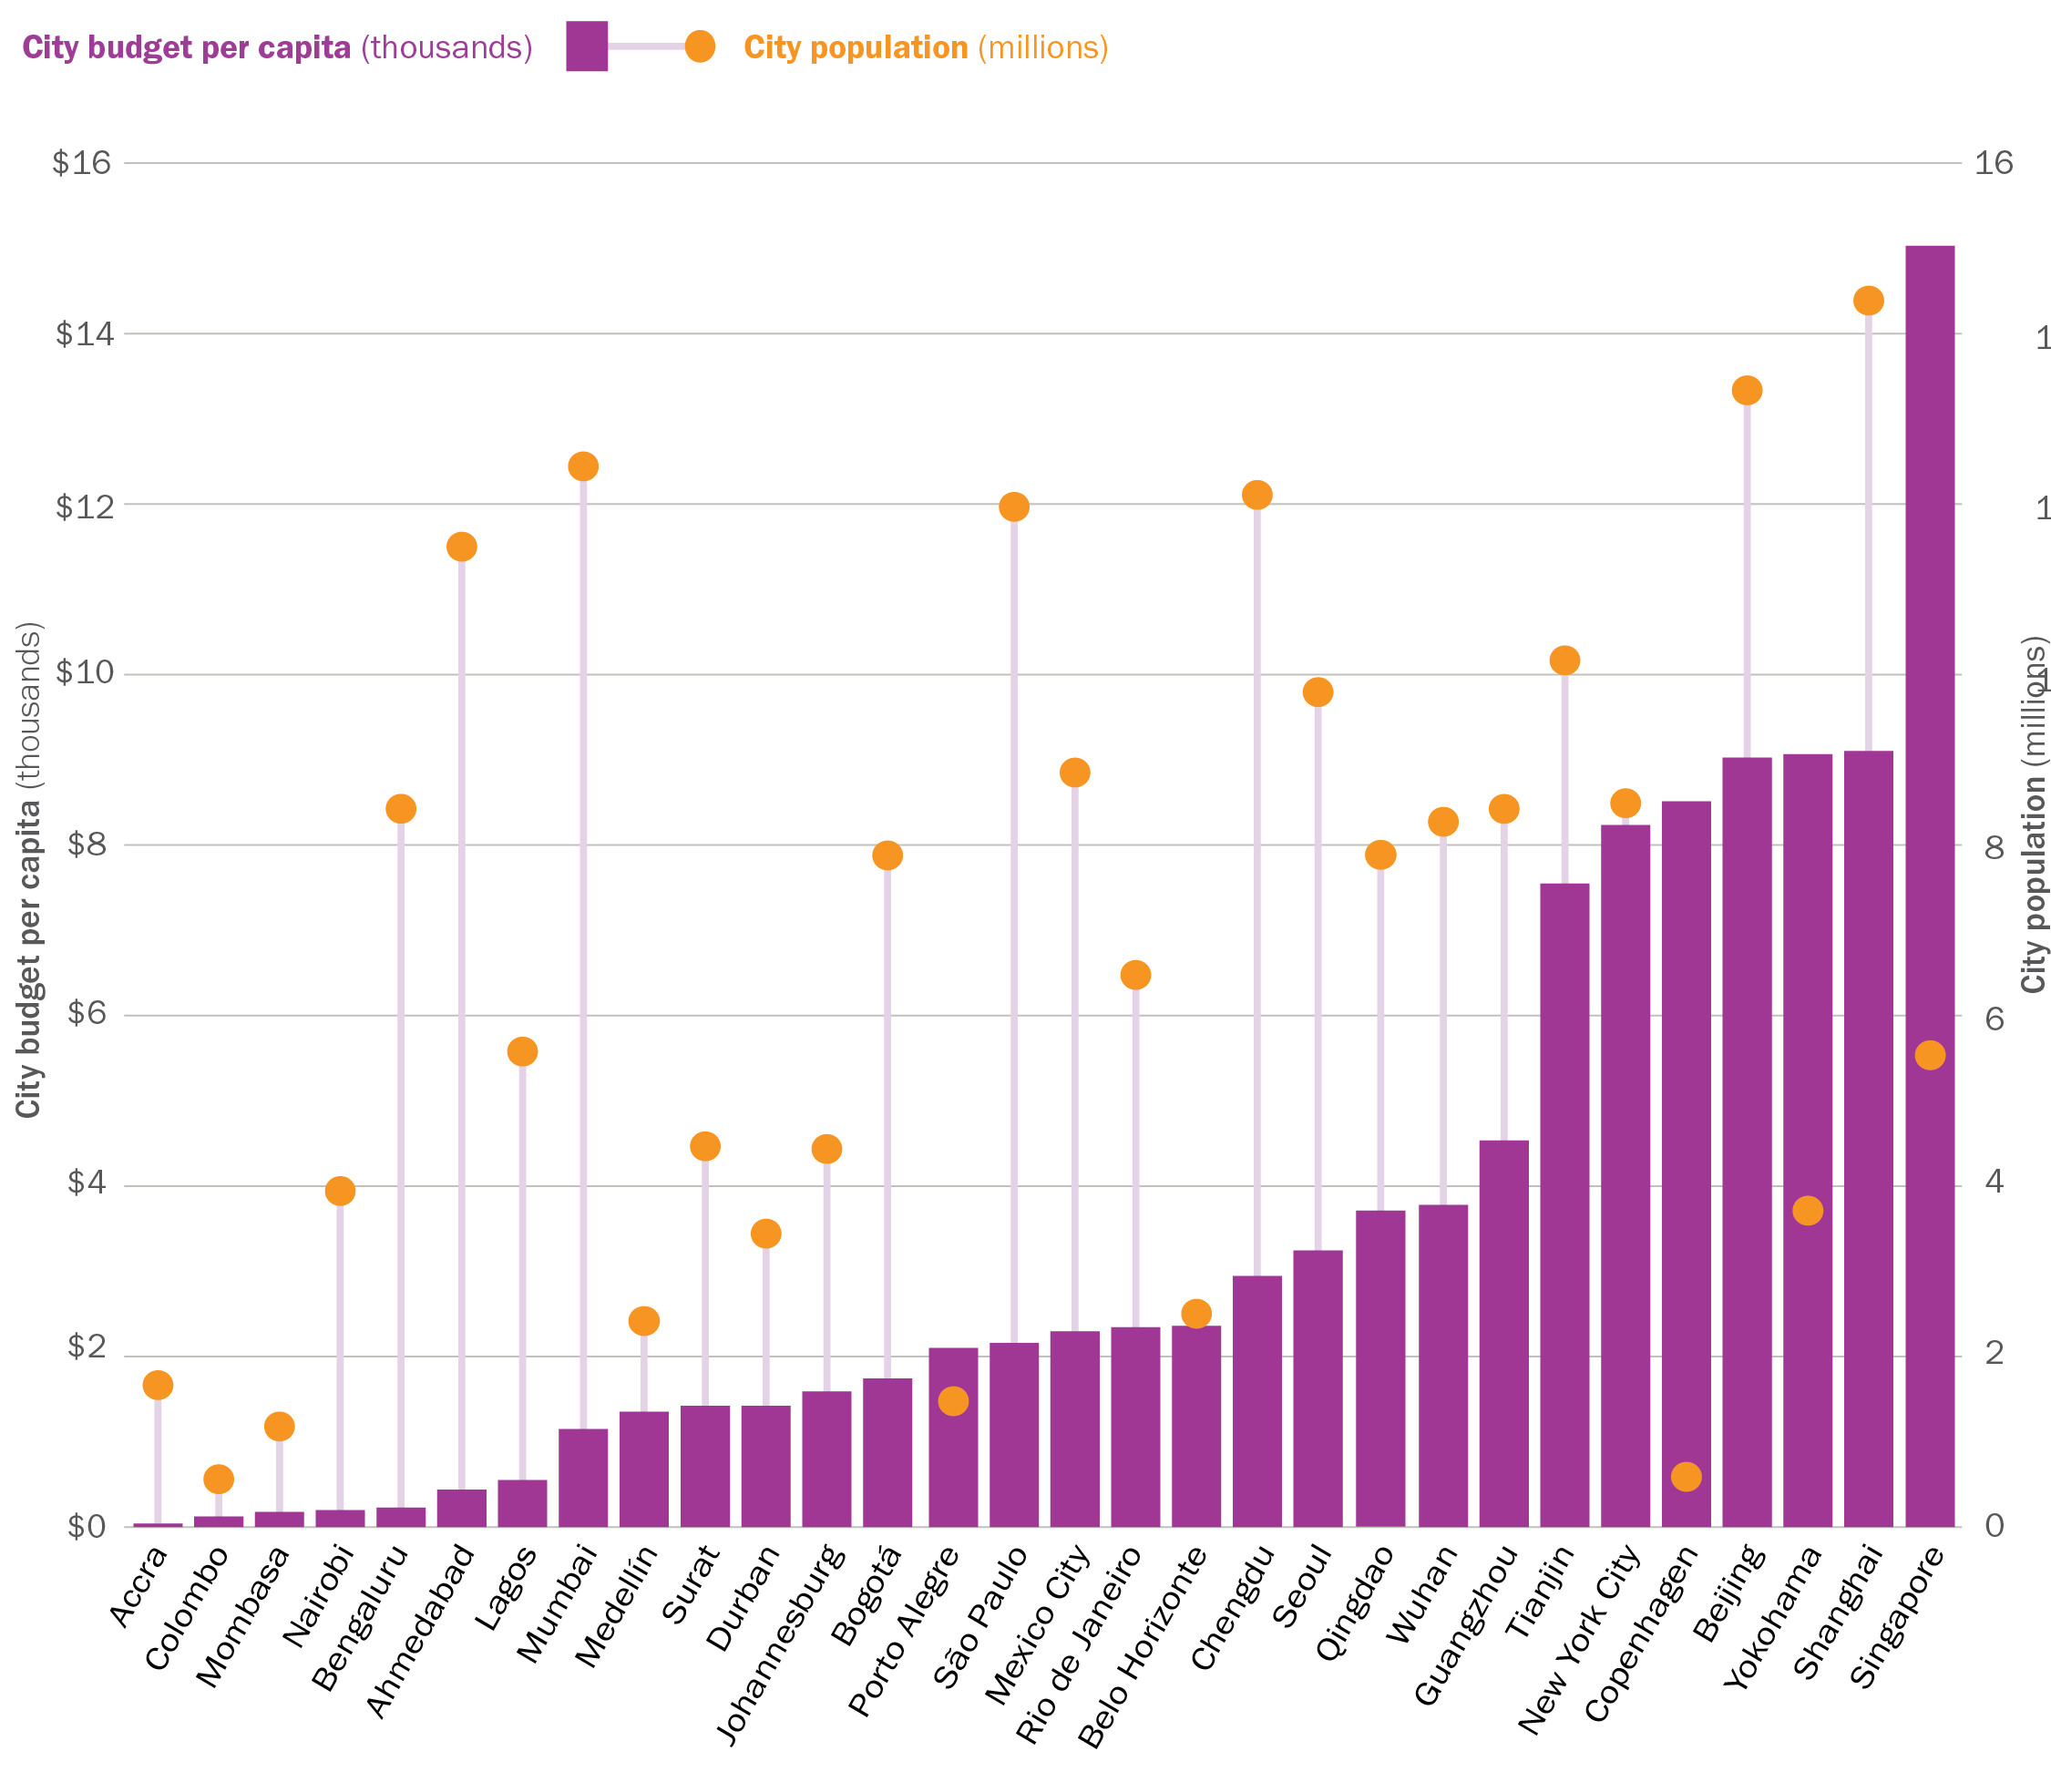 City budget per capita (thousands)
City population (millions)
$16
$14
$12
$10
$8
$6
$4
$2
$0
16
1
1
1
8
6
4
2
0
City budget per capita (thousands)
City population (millions)
Accra
Colombo
Mombasa
Nairobi
Bengaluru
Ahmedabad
Lagos
Mumbai
Medellín
Surat
Durban
Johannesburg
Bogotá
Porto Alegre
São Paulo
Mexico City
Rio de Janeiro
Belo Horizonte
Chengdu
Seoul
Qingdao
Wuhan
Guangzhou
Tianjin
New York City
Copenhagen
Beijing
Yokohama
Shanghai
Singapore